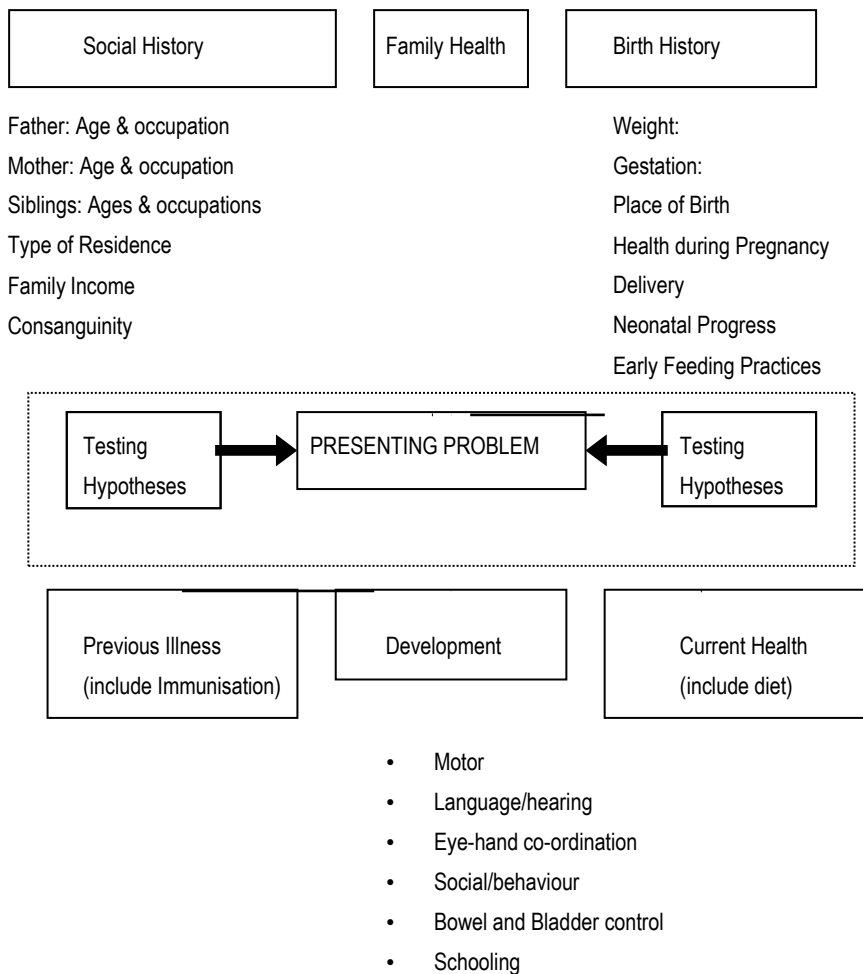 Social History
Family Health
Birth History
Father: Age & occupation
Mother: Age & occupation
Siblings: Ages & occupations
Type of Residence
Family Income
Consanguinity
Weight:
Gestation:
Place of Birth
Health during Pregnancy
Delivery
Neonatal Progress
Early Feeding Practices
Testing
Hypotheses
PRESENTING PROBLEM
Testing
Hypotheses
Previous Illness
(include Immunisation)
Development
Current Health
(include diet)
• Motor
• Language/hearing
• Eye-hand co-ordination
• Social/behaviour
• Bowel and Bladder control
• Schooling